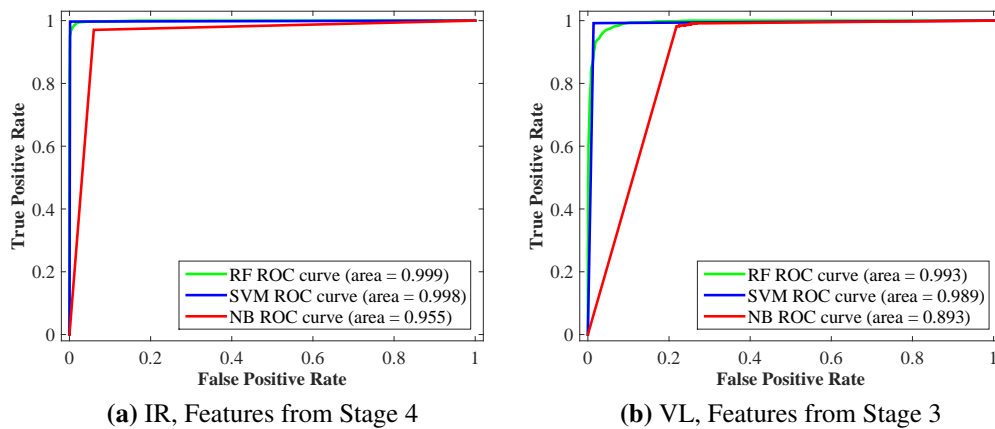 1
0.8
0.6
0.4
0.2
0
True Positive Rate
RF ROC curve (area = 0.999)
SVM ROC curve (area = 0.998)
NB ROC curve (area = 0.955)
0 0.2 0.4 0.6 0.8 1
False Positive Rate
(a) IR, Features from Stage 4
1
0.8
0.6
0.4
0.2
0
True Positive Rate
RF ROC curve (area = 0.993)
SVM ROC curve (area = 0.989)
NB ROC curve (area = 0.893)
0 0.2 0.4 0.6 0.8 1
False Positive Rate
(b) VL, Features from Stage 3